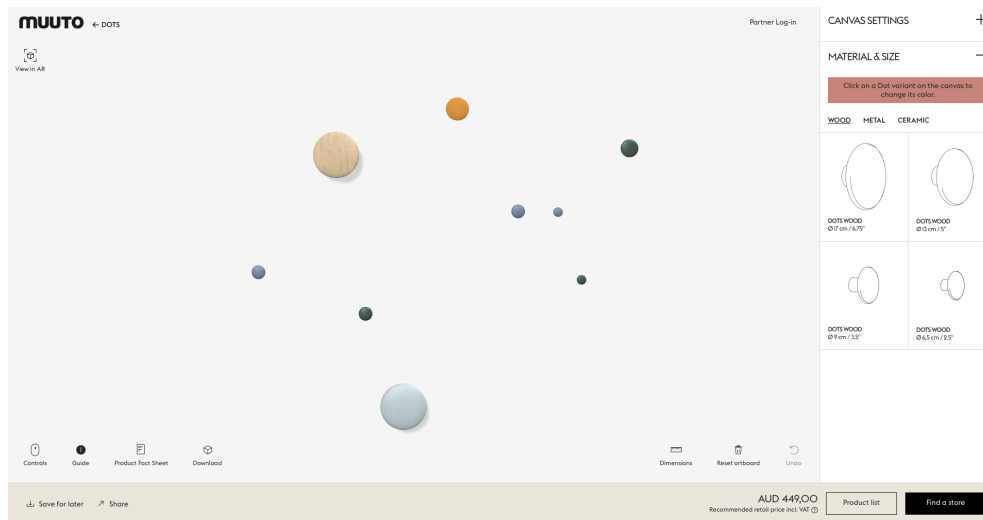 muuto
← DOTS
Partner Log-in
View in AR
CANVAS SETTINGS
MATERIAL & SIZE
Click on a Dot variant on the canvas to
change its color.
WOOD METAL CERAMIC
DOTS WOOD
Ø 17 cm / 6,75"
DOTS WOOD
Ø 13 cm / 5"
DOTS WOOD
Ø 9 cm / 3.5"
DOTS WOOD
Ø 6,5 cm / 2.5"
Controls
Guide
Product Fact Sheet
Download
Dimensions
Reset artboard
Undo
Save for later
Share
AUD 449,00
Recommended retail price incl. VAT
Product list
Find a store